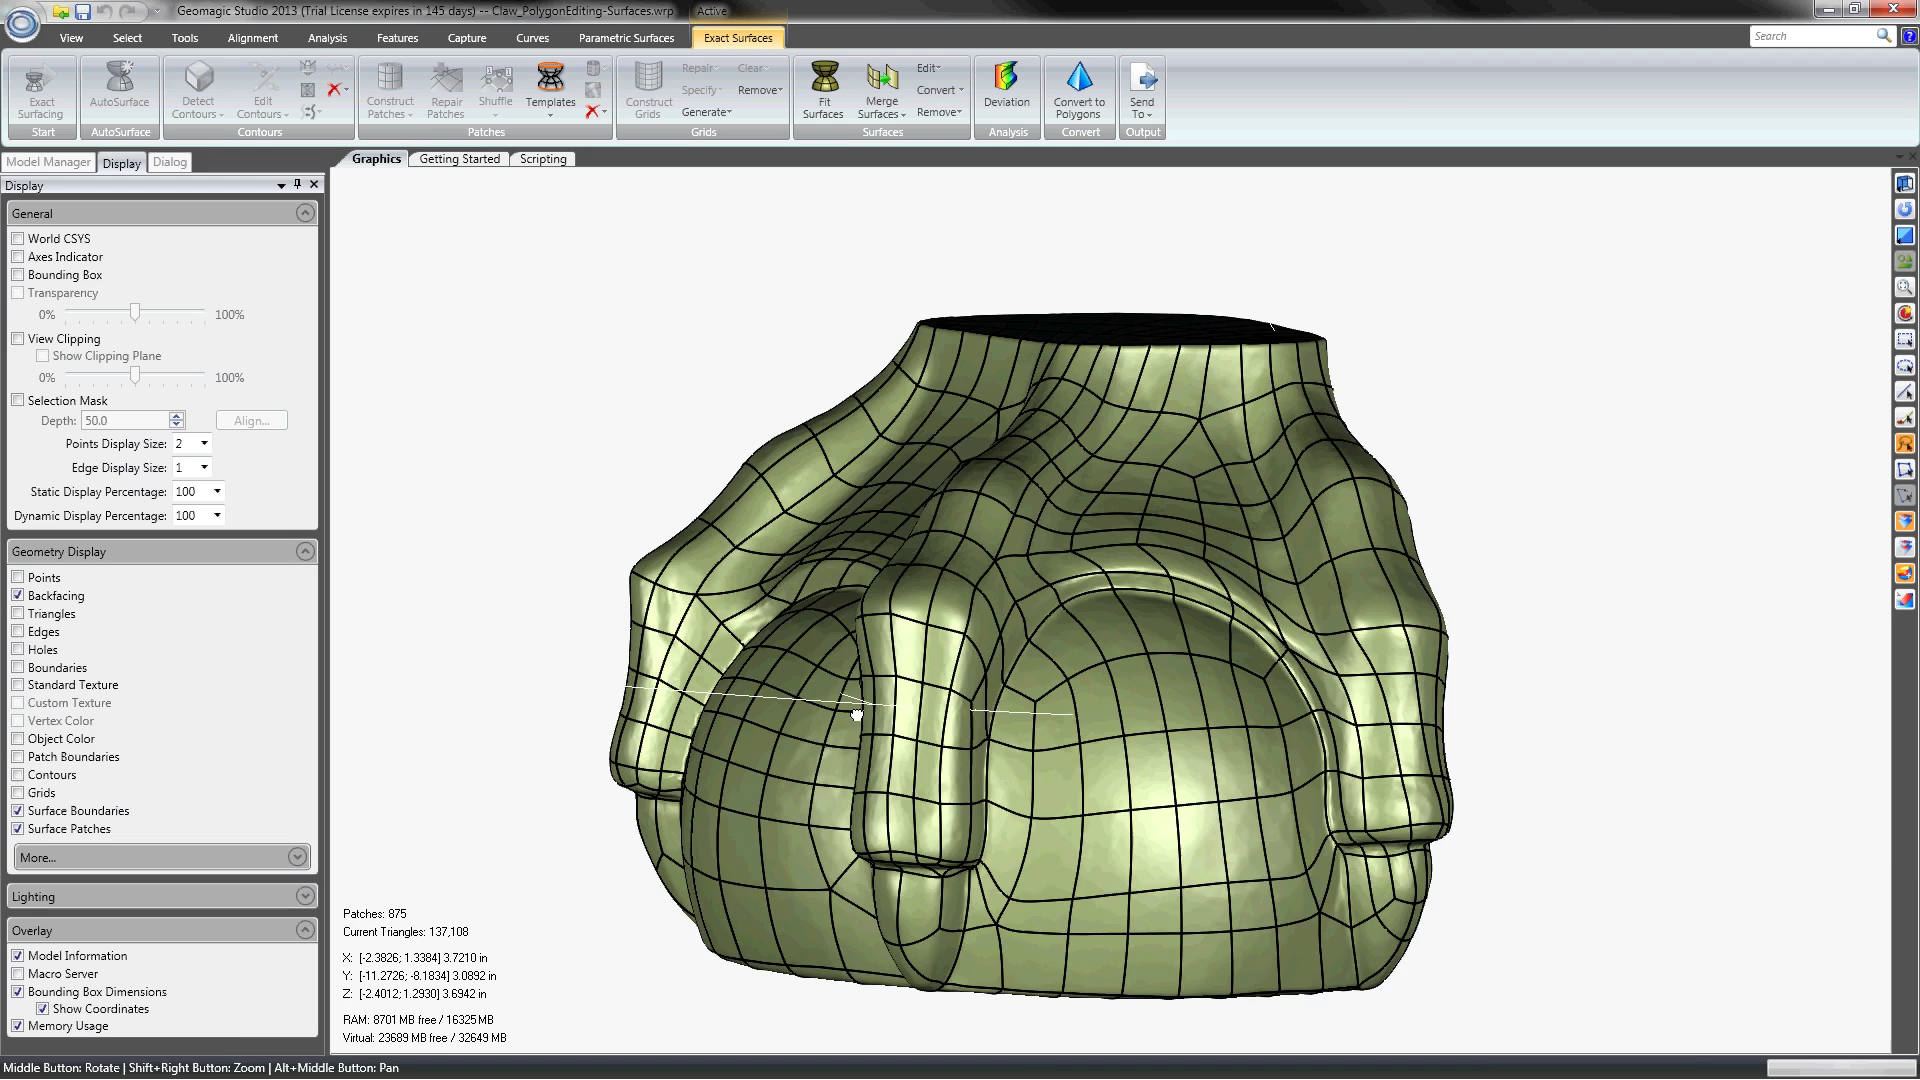 Geomagic Studio 2013 (Trial License expires in 145 days) -- Claw_PolygonEditing-Surfaces.wrp
Active
View Select Tools Alignment Analysis Features Capture Curves Parametric Surfaces Exact Surfaces
Search
Exact Surfacing
Start
AutoSurface
AutoSurface
Detect Contours
Edit Contours
Contours
Construct Patches
Repair Patches
Shuffle
Templates
Patches
Construct Grids
Repair
Specify
Generate
Clear
Remove
Grids
Fit Surfaces
Merge Surfaces
Edit
Convert
Remove
Surfaces
Deviation
Analysis
Convert to Polygons
Convert
Send To
Output
Model Manager Display Dialog
Graphics Getting Started Scripting
Display
General
World CSYS
Axes Indicator
Bounding Box
Transparency
0% 100%
View Clipping
Show Clipping Plane
0% 100%
Selection Mask
Depth: 50.0 Align...
Points Display Size: 2
Edge Display Size: 1
Static Display Percentage: 100
Dynamic Display Percentage: 100
Geometry Display
Points
Backfacing
Triangles
Edges
Holes
Boundaries
Standard Texture
Custom Texture
Vertex Color
Object Color
Patch Boundaries
Contours
Grids
Surface Boundaries
Surface Patches
More...
Lighting
Overlay
Model Information
Macro Server
Bounding Box Dimensions
Show Coordinates
Memory Usage
Patches: 875
Current Triangles: 137,108
X: [-2.3826; 1.3384] 3.7210 in
Y: [-11.2726; -8.1834] 3.0892 in
Z: [-2.4012; 1.2930] 3.6942 in
RAM: 8701 MB free / 16325 MB
Virtual: 23689 MB free / 32649 MB
Middle Button: Rotate | Shift+Right Button: Zoom | Alt+Middle Button: Pan